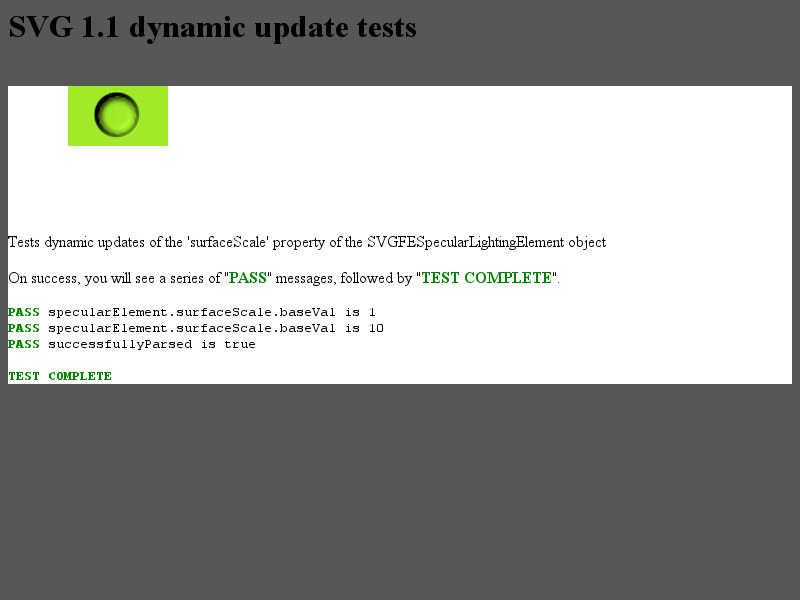 SVG 1.1 dynamic update tests
Tests dynamic updates of the 'surfaceScale' property of the SVGFESpecularLightingElement object
On success, you will see a series of "PASS" messages, followed by "TEST COMPLETE".
PASS specularElement.surfaceScale.baseVal is 1
PASS specularElement.surfaceScale.baseVal is 10
PASS successfullyParsed is true
TEST COMPLETE